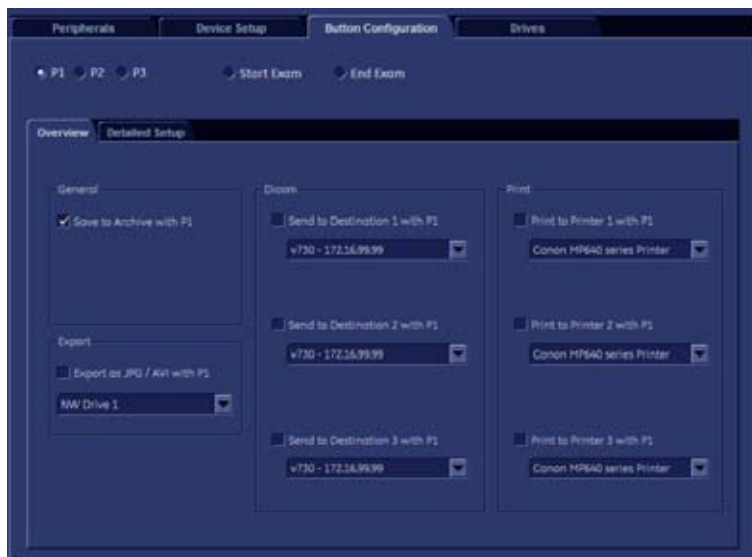 Peripherals
Device Setup
Button Configuration
Drives
P1
P2
P3
Start Exam
End Exam
Overview
Detailed Setup
General
Save to Archive with P1
Export
Export as JPG / AVI with P1
NW Drive 1
Dicom
Send to Destination 1 with P1
v730 - 172.16.99.99
Send to Destination 2 with P1
v730 - 172.16.99.99
Send to Destination 3 with P1
v730 - 172.16.99.99
Print
Print to Printer 1 with P1
Canon MP640 series Printer
Print to Printer 2 with P1
Canon MP640 series Printer
Print to Printer 3 with P1
Canon MP640 series Printer